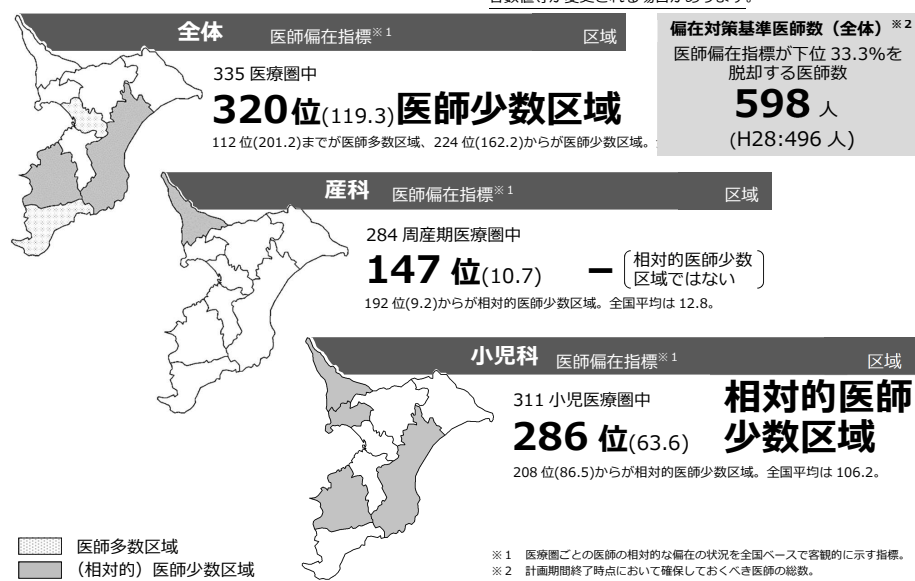 全体 医師偏在指標※1 区域
335 医療圏中
320位(119.3)医師少数区域
112 位(201.2)までが医師多数区域、224 位(162.2)からが医師少数区域。
偏在対策基準医師数（全体）※2
医師偏在指標が下位 33.3%を
脱却する医師数
598 人
(H28:496 人)
産科 医師偏在指標※1 区域
284 周産期医療圏中
147 位(10.7) － 相対的医師少数
区域ではない
192 位(9.2)からが相対的医師少数区域。全国平均は 12.8。
小児科 医師偏在指標※1 区域
311 小児医療圏中
286 位(63.6) 相対的医師
少数区域
208 位(86.5)からが相対的医師少数区域。全国平均は 106.2。
医師多数区域
（相対的）医師少数区域
※1 医療圏ごとの医師の相対的な偏在の状況を全国ベースで客観的に示す指標。
※2 計画期間終了時点において確保しておくべき医師の総数。